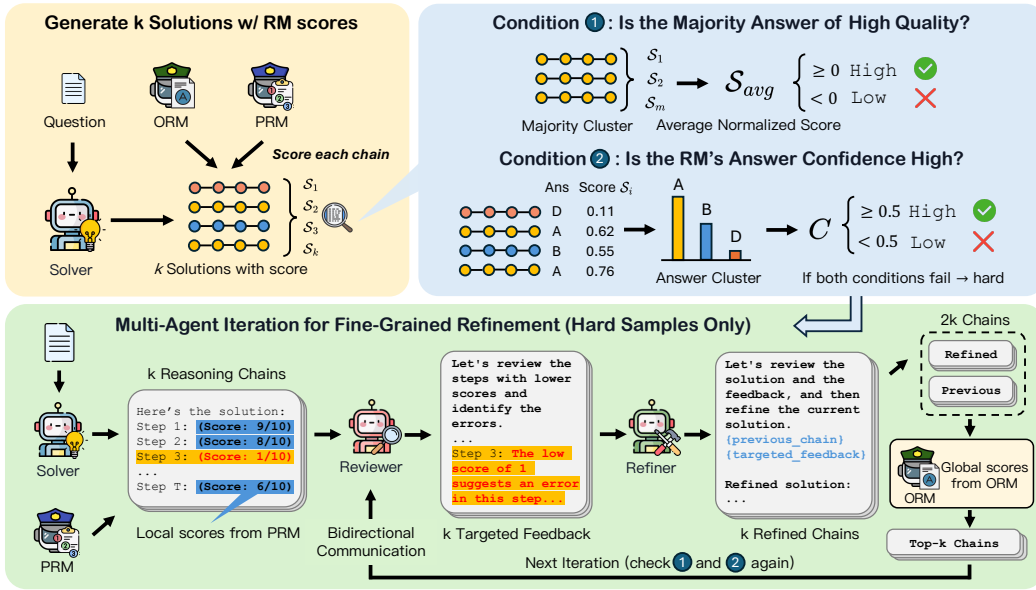 Generate k Solutions w/ RM scores
Question
ORM
PRM
Score each chain
Solver
S1
S2
S3
Sk
k Solutions with score
Condition 1 : Is the Majority Answer of High Quality?
S1
S2
Sm
Savg
≥ 0 High
< 0 Low
Majority Cluster
Average Normalized Score
Condition 2 : Is the RM's Answer Confidence High?
Ans Score Si
D 0.11
A 0.62
B 0.55
A 0.76
A
B
D
Answer Cluster
C
≥ 0.5 High
< 0.5 Low
If both conditions fail → hard
Multi-Agent Iteration for Fine-Grained Refinement (Hard Samples Only)
Solver
PRM
k Reasoning Chains
Here's the solution:
Step 1: (Score: 9/10)
Step 2: (Score: 8/10)
Step 3: (Score: 1/10)
...
Step T: (Score: 6/10)
Local scores from PRM
Reviewer
Bidirectional
Communication
Let's review the
steps with lower
scores and
identify the
errors.
...
Step 3: The low
score of 1
suggests an error
in this step...
k Targeted Feedback
Refiner
Let's review the
solution and the
feedback, and then
refine the current
solution.
{previous_chain}
{targeted_feedback}
Refined solution:
...
k Refined Chains
2k Chains
Refined
Previous
ORM
Global scores
from ORM
Top-k Chains
Next Iteration (check 1 and 2 again)